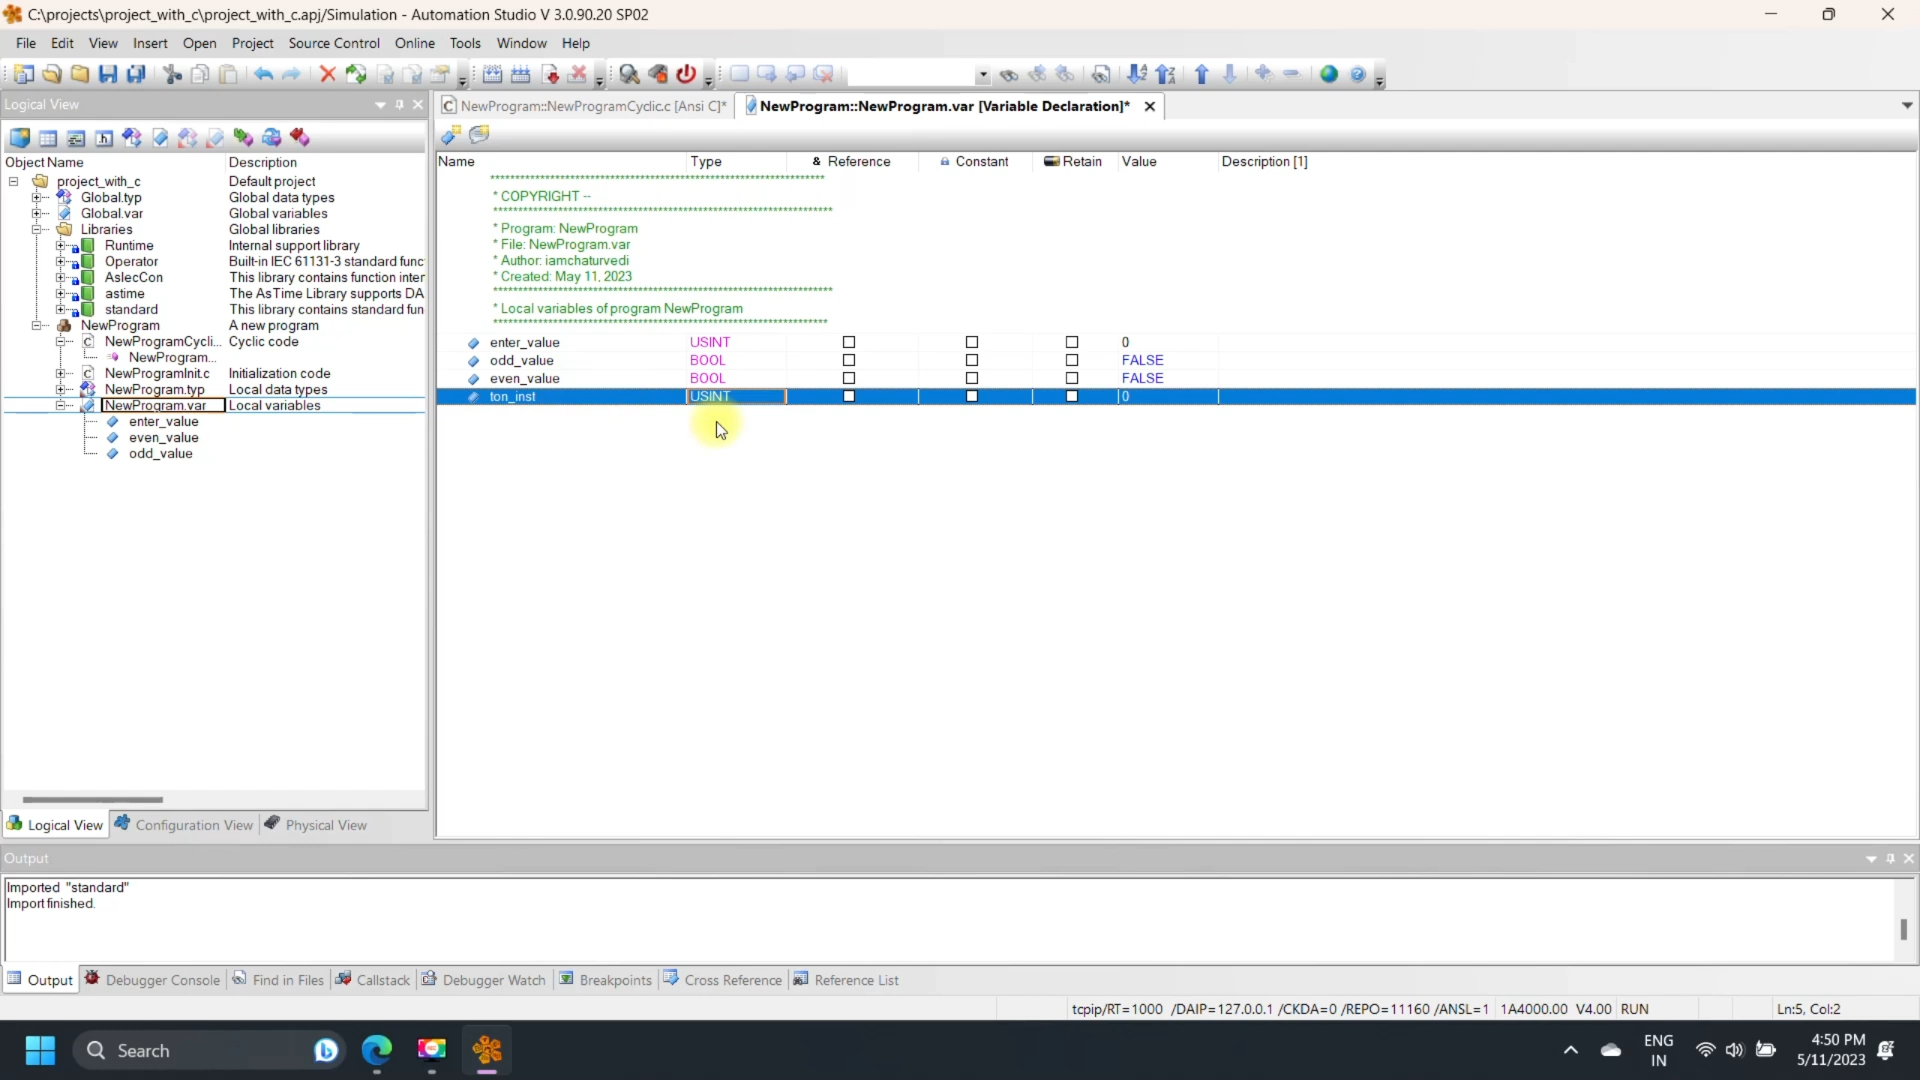 C:\projects\project_with_c\project_with_c.apj/Simulation - Automation Studio V 3.0.90.20 SP02
File Edit View Insert Open Project Source Control Online Tools Window Help
Logical View
NewProgram::NewProgramCyclic.c [Ansi C]*
NewProgram::NewProgram.var [Variable Declaration]*
Object Name Description
project_with_c Default project
Global.typ Global data types
Global.var Global variables
Libraries Global libraries
Runtime Internal support library
Operator Built-in IEC 61131-3 standard func
AslecCon This library contains function inter
astime The AsTime Library supports DA
standard This library contains standard fun
NewProgram A new program
NewProgramCycli... Cyclic code
NewProgram...
NewProgramInit.c Initialization code
NewProgram.typ Local data types
NewProgram.var Local variables
enter_value
even_value
odd_value
Logical View Configuration View Physical View
Name Type & Reference Constant Retain Value Description [1]
********************************************************************
* COPYRIGHT --
********************************************************************
* Program: NewProgram
* File: NewProgram.var
* Author: iamchaturvedi
* Created: May 11, 2023
********************************************************************
* Local variables of program NewProgram
********************************************************************
enter_value USINT 0
odd_value BOOL FALSE
even_value BOOL FALSE
ton_inst USINT 0
Output
Imported "standard"
Import finished.
Output Debugger Console Find in Files Callstack Debugger Watch Breakpoints Cross Reference Reference List
tcpip/RT=1000 /DAIP=127.0.0.1 /CKDA=0 /REPO=11160 /ANSL=1 1A4000.00 V4.00 RUN Ln:5, Col:2
Search
ENG
IN
4:50 PM
5/11/2023